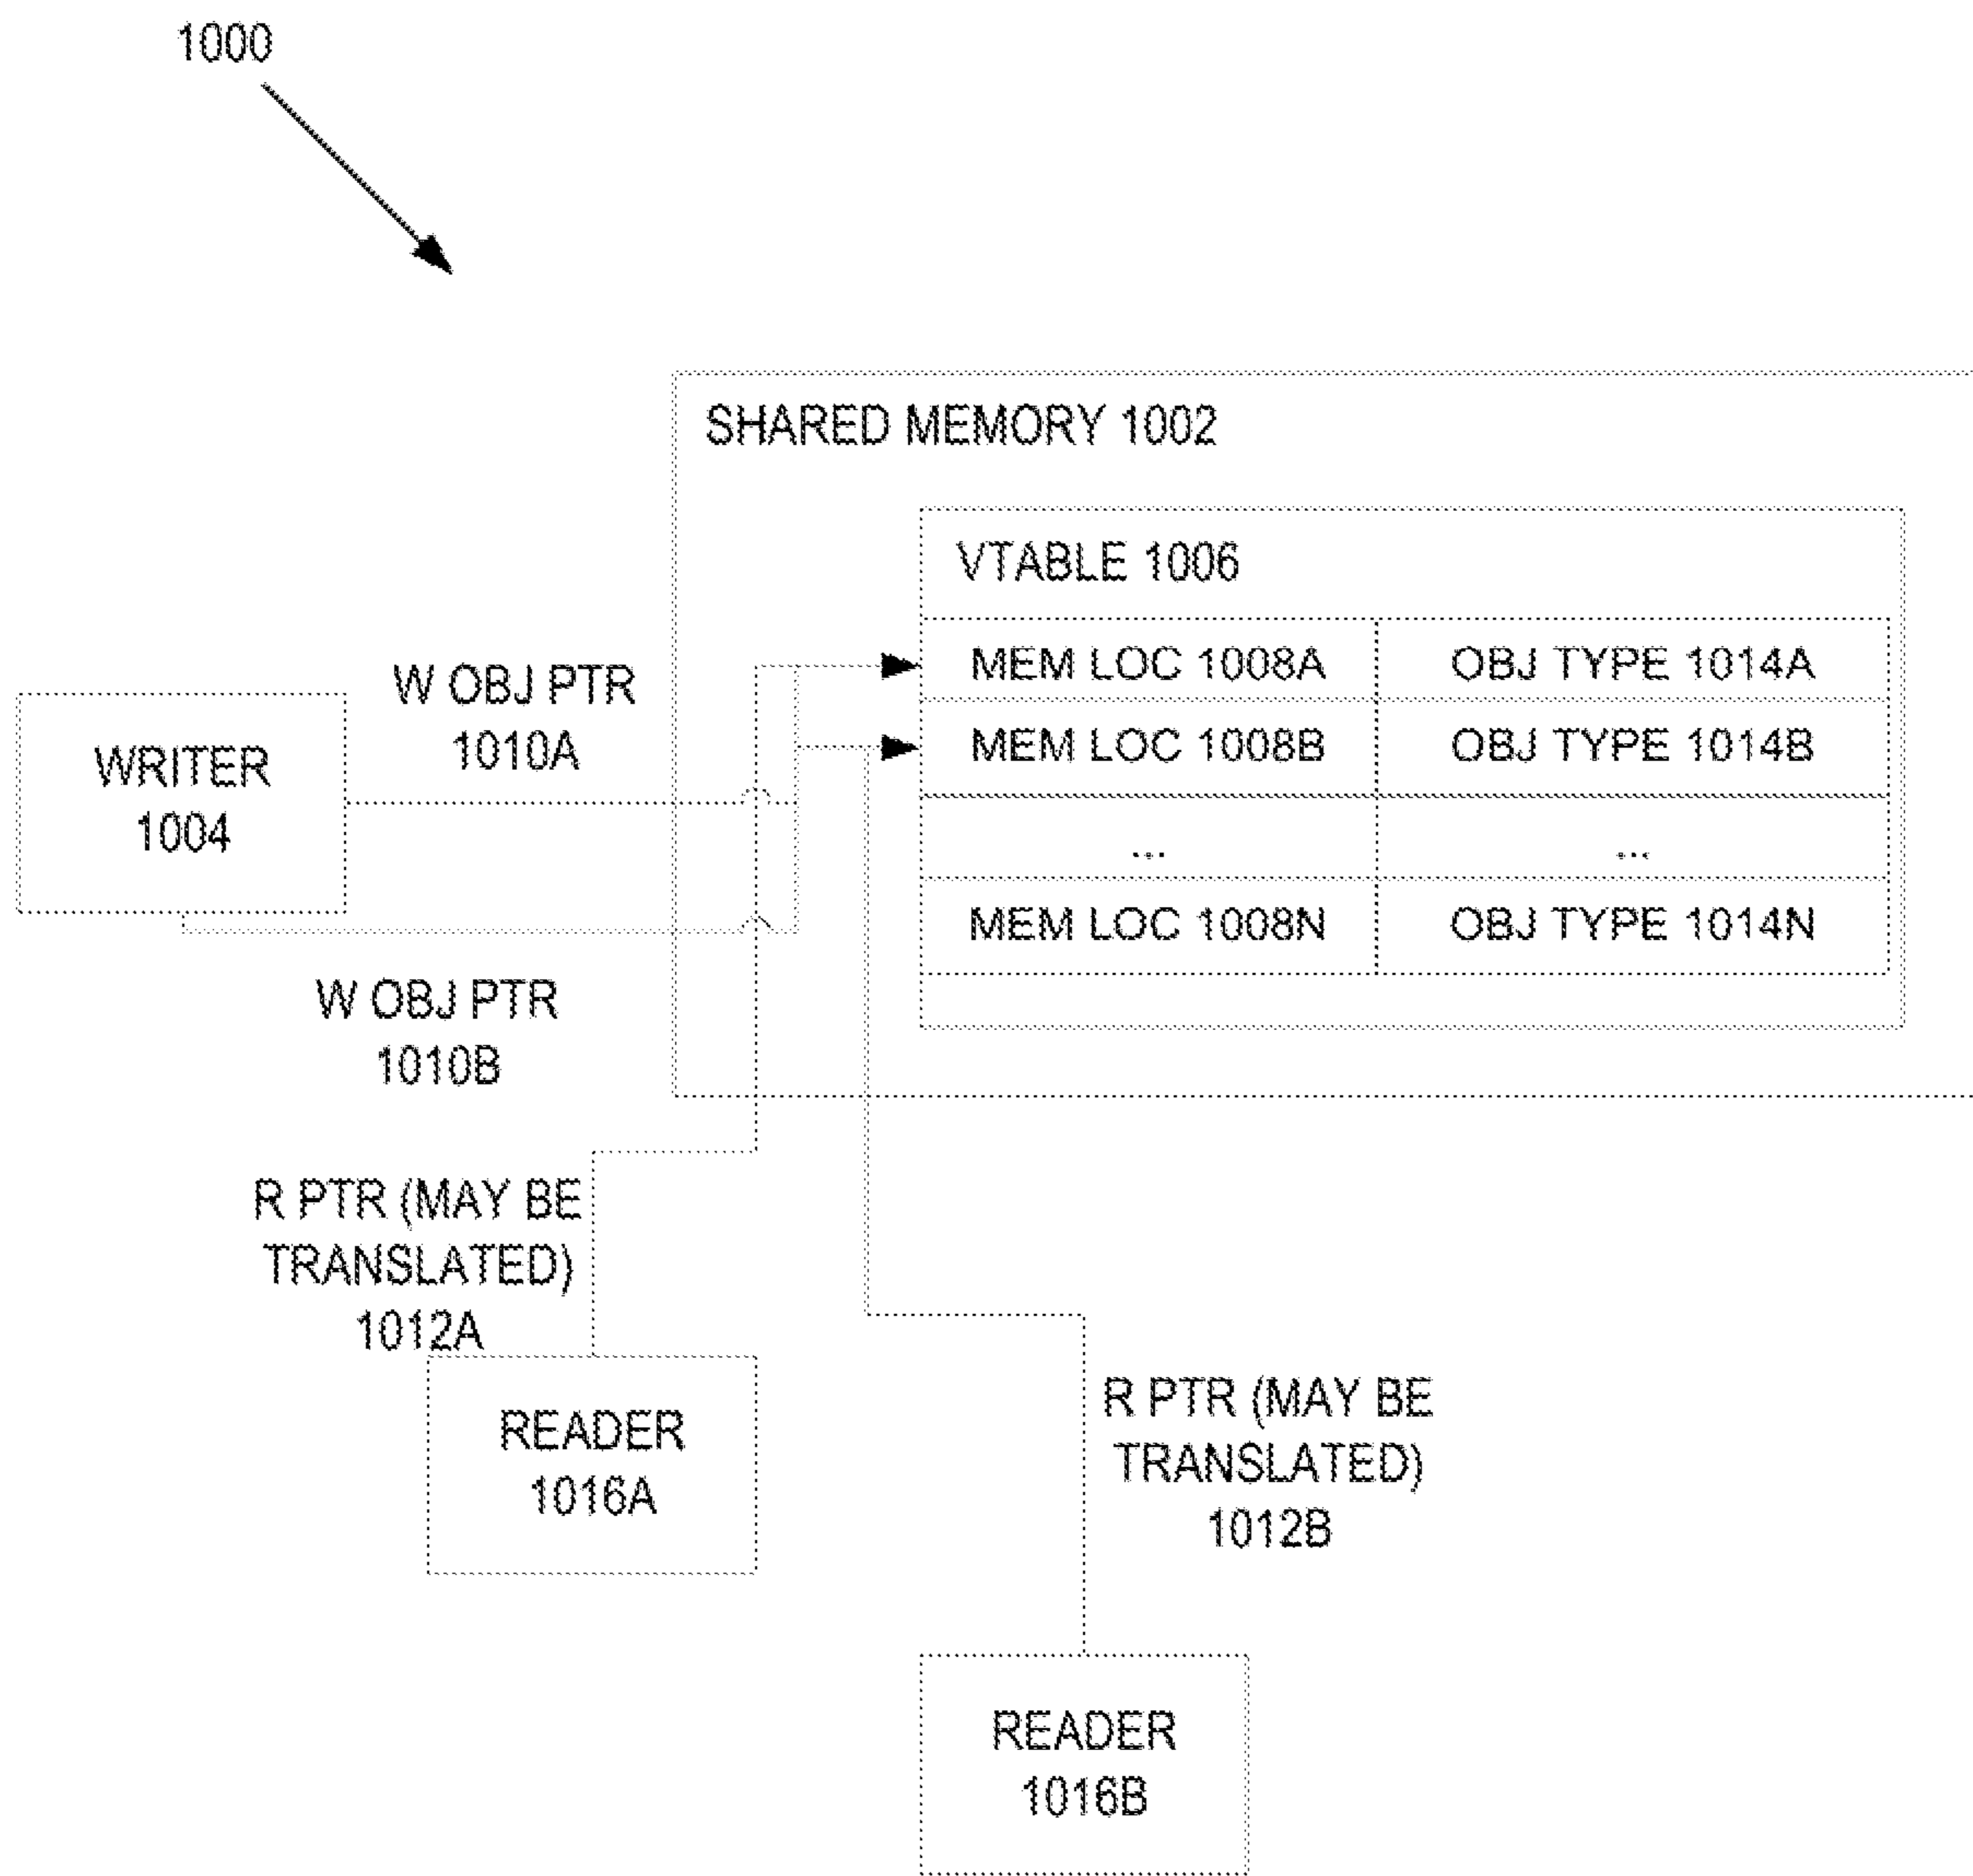 1000
SHARED MEMORY 1002
VTABLE 1006
MEM LOC 1008A OBJ TYPE 1014A
MEM LOC 1008B OBJ TYPE 1014B
... ...
MEM LOC 1008N OBJ TYPE 1014N
W OBJ PTR
1010A
WRITER
1004
W OBJ PTR
1010B
R PTR (MAY BE
TRANSLATED)
1012A
READER
1016A
R PTR (MAY BE
TRANSLATED)
1012B
READER
1016B